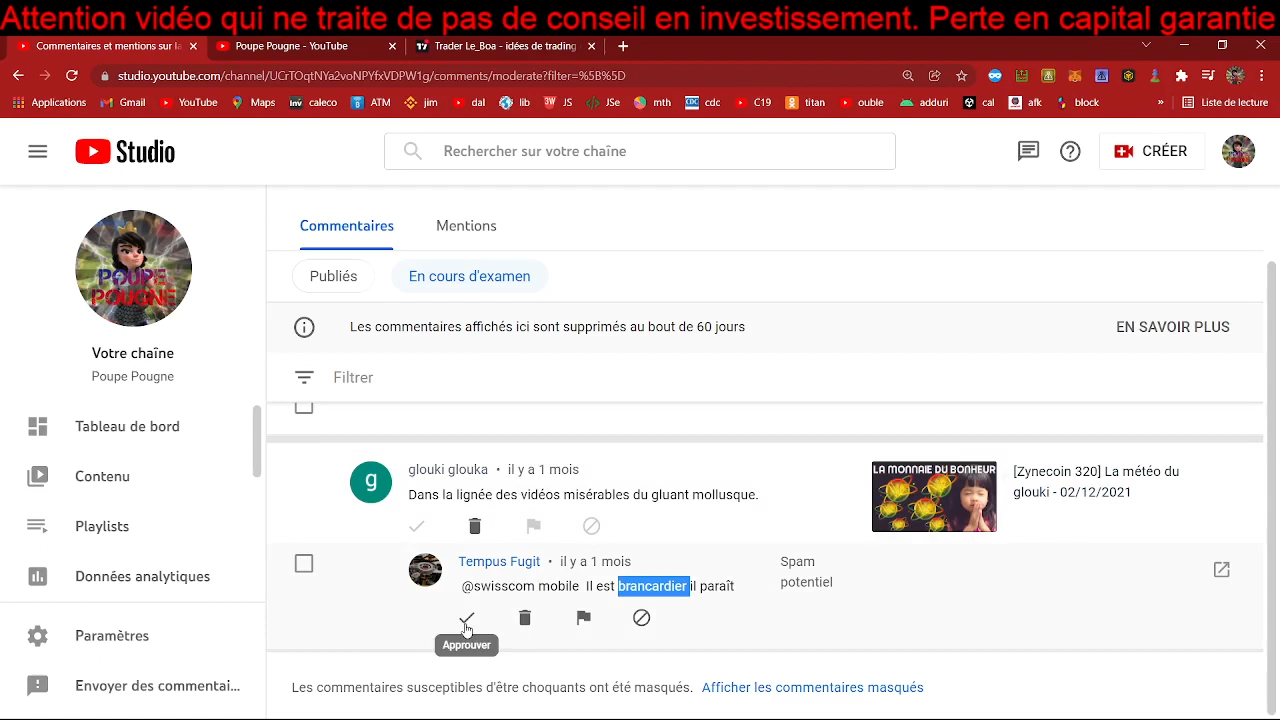 Attention vidéo qui ne traite de pas de conseil en investissement. Perte en capital garantie
Commentaires et mentions sur la
Poupe Pougne - YouTube
Trader Le_Boa - idées de trading
studio.youtube.com/channel/UCrTOqtNYa2voNPYfxVDPW1g/comments/moderate?filter=%5B%5D
Applications Gmail YouTube Maps caleco ATM jim dal lib JS JSe mth cdc C19 titan ouble adduri cal afk block » Liste de lecture
Studio
Rechercher sur votre chaîne
CRÉER
Commentaires Mentions
Publiés En cours d'examen
Les commentaires affichés ici sont supprimés au bout de 60 jours
EN SAVOIR PLUS
Filtrer
POUPE
POUGNE
Votre chaîne
Poupe Pougne
Tableau de bord
Contenu
Playlists
Données analytiques
Paramètres
Envoyer des commentai...
g
glouki glouka • il y a 1 mois
Dans la lignée des vidéos misérables du gluant mollusque.
LA MONNAIE DU BONHEUR
[Zynecoin 320] La météo du
glouki - 02/12/2021
Tempus Fugit • il y a 1 mois
@swisscom mobile Il est brancardier il paraît
Spam
potentiel
Approuver
Les commentaires susceptibles d'être choquants ont été masqués. Afficher les commentaires masqués